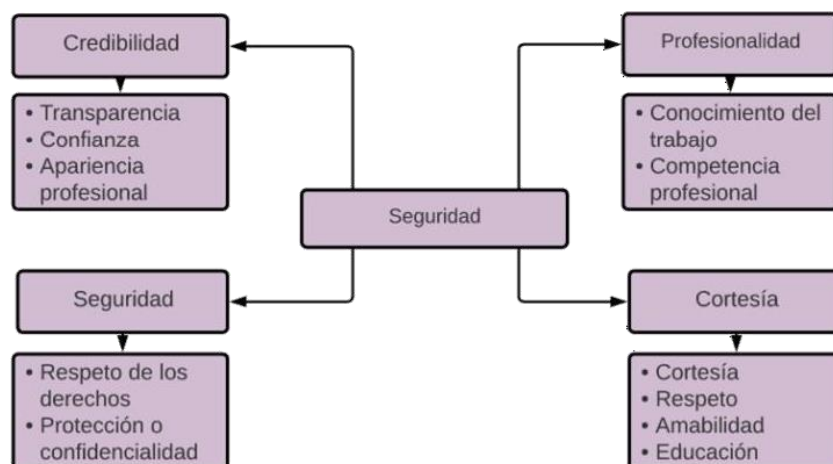 Credibilidad
• Transparencia
• Confianza
• Apariencia
profesional
Profesionalidad
• Conocimiento del
trabajo
• Competencia
profesional
Seguridad
Seguridad
• Respeto de los
derechos
• Protección o
confidencialidad
Cortesía
• Cortesía
• Respeto
• Amabilidad
• Educación